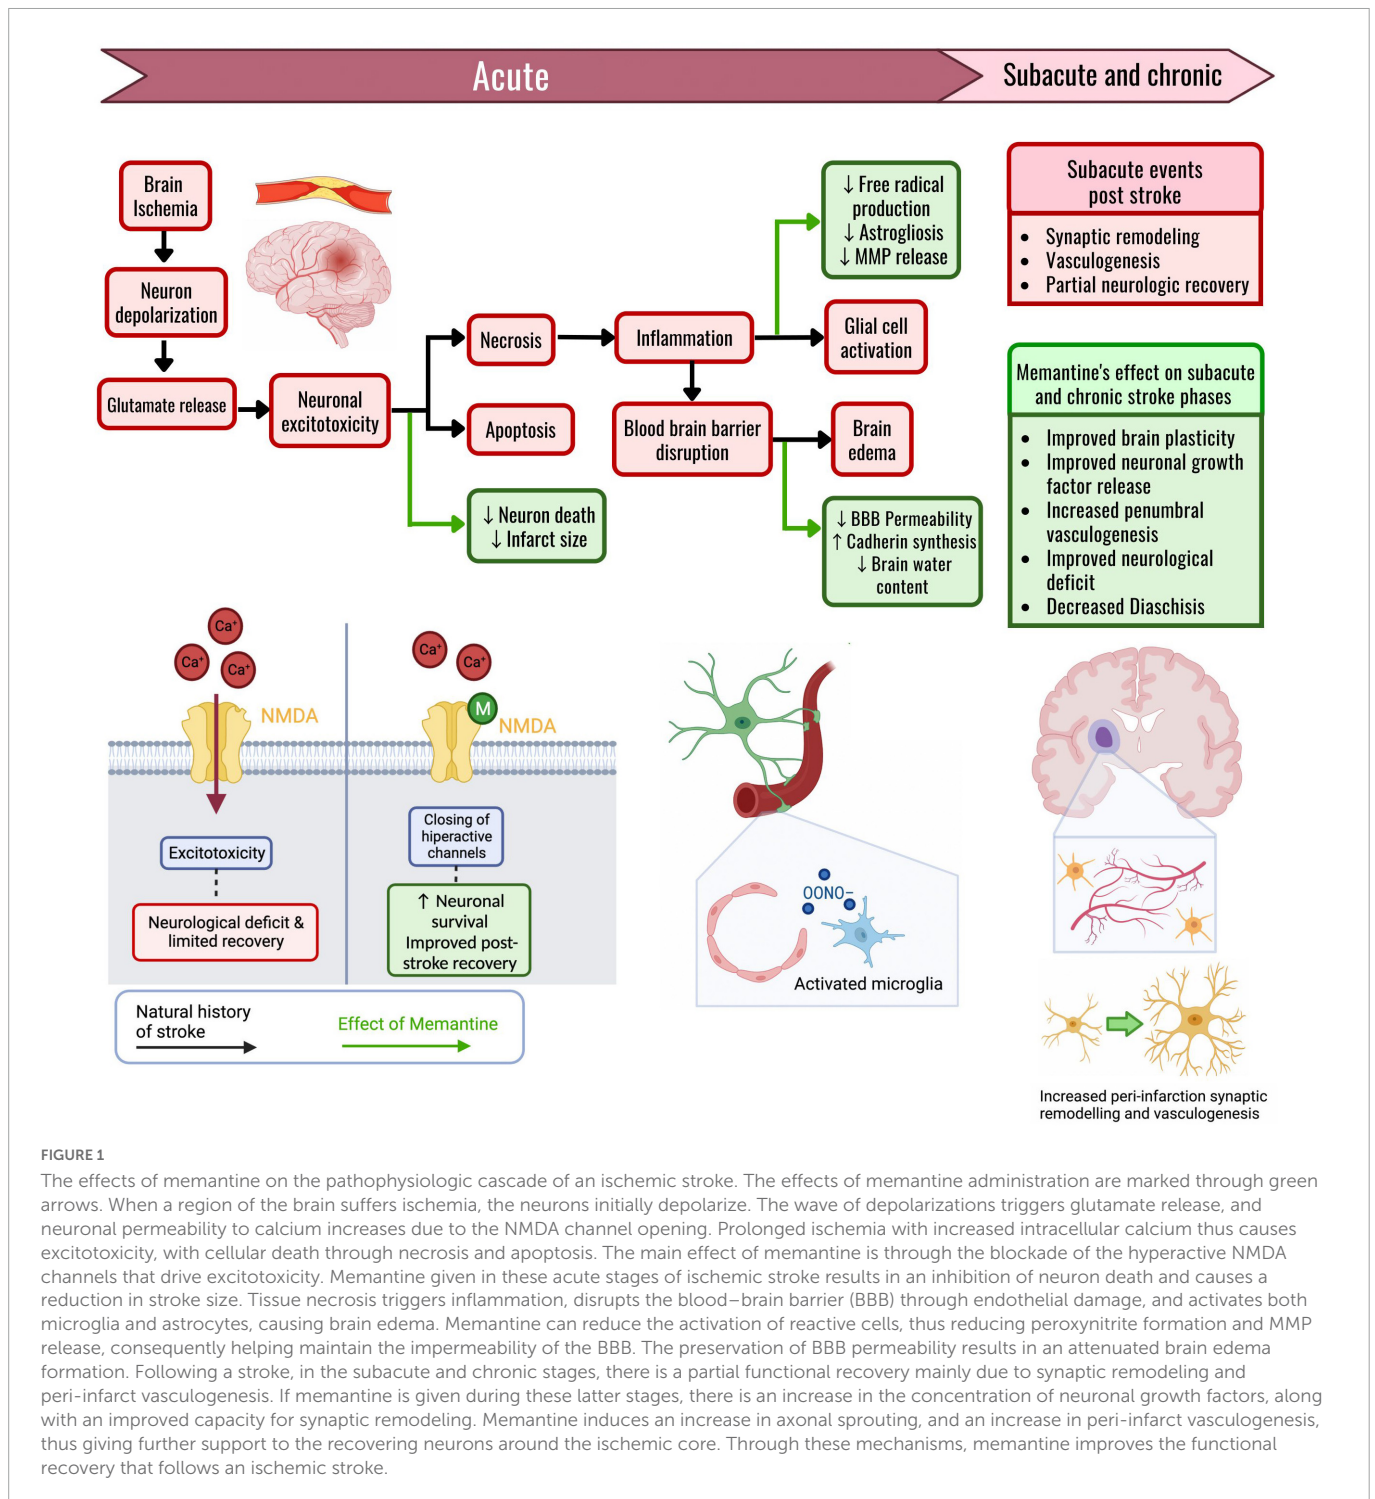 Acute
Subacute and chronic
Brain
Ischemia
Neuron
depolarization
Glutamate release
Neuronal
excitotoxicity
Necrosis
Apoptosis
↓ Neuron death
↓ Infarct size
Inflammation
Blood brain barrier
disruption
↓ Free radical
production
↓ Astrogliosis
↓ MMP release
Glial cell
activation
Brain
edema
↓ BBB Permeability
↑ Cadherin synthesis
↓ Brain water
content
Subacute events
post stroke
• Synaptic remodeling
• Vasculogenesis
• Partial neurologic recovery
Memantine's effect on subacute
and chronic stroke phases
• Improved brain plasticity
• Improved neuronal growth
factor release
• Increased penumbral
vasculogenesis
• Improved neurological
deficit
• Decreased Diaschisis
Ca+
Ca+
Ca+
NMDA
Excitotoxicity
Neurological deficit &
limited recovery
Ca+
Ca+
M
NMDA
Closing of
hiperactive
channels
↑ Neuronal
survival
Improved post-
stroke recovery
Natural history
of stroke
Effect of Memantine
OONO–
Activated microglia
Increased peri-infarction synaptic
remodelling and vasculogenesis
FIGURE 1
The effects of memantine on the pathophysiologic cascade of an ischemic stroke. The effects of memantine administration are marked through green
arrows. When a region of the brain suffers ischemia, the neurons initially depolarize. The wave of depolarizations triggers glutamate release, and
neuronal permeability to calcium increases due to the NMDA channel opening. Prolonged ischemia with increased intracellular calcium thus causes
excitotoxicity, with cellular death through necrosis and apoptosis. The main effect of memantine is through the blockade of the hyperactive NMDA
channels that drive excitotoxicity. Memantine given in these acute stages of ischemic stroke results in an inhibition of neuron death and causes a
reduction in stroke size. Tissue necrosis triggers inflammation, disrupts the blood–brain barrier (BBB) through endothelial damage, and activates both
microglia and astrocytes, causing brain edema. Memantine can reduce the activation of reactive cells, thus reducing peroxynitrite formation and MMP
release, consequently helping maintain the impermeability of the BBB. The preservation of BBB permeability results in an attenuated brain edema
formation. Following a stroke, in the subacute and chronic stages, there is a partial functional recovery mainly due to synaptic remodeling and
peri-infarct vasculogenesis. If memantine is given during these latter stages, there is an increase in the concentration of neuronal growth factors, along
with an improved capacity for synaptic remodeling. Memantine induces an increase in axonal sprouting, and an increase in peri-infarct vasculogenesis,
thus giving further support to the recovering neurons around the ischemic core. Through these mechanisms, memantine improves the functional
recovery that follows an ischemic stroke.